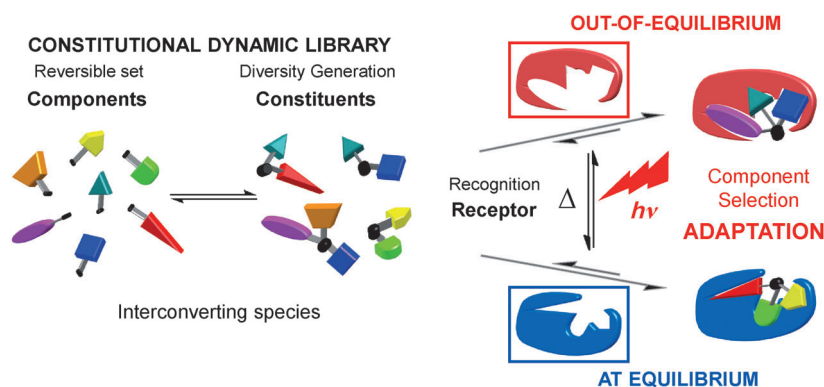 CONSTITUTIONAL DYNAMIC LIBRARY
Reversible set
Components
Diversity Generation
Constituents
Interconverting species
OUT-OF-EQUILIBRIUM
Recognition
Receptor
Δ
hν
Component
Selection
ADAPTATION
AT EQUILIBRIUM